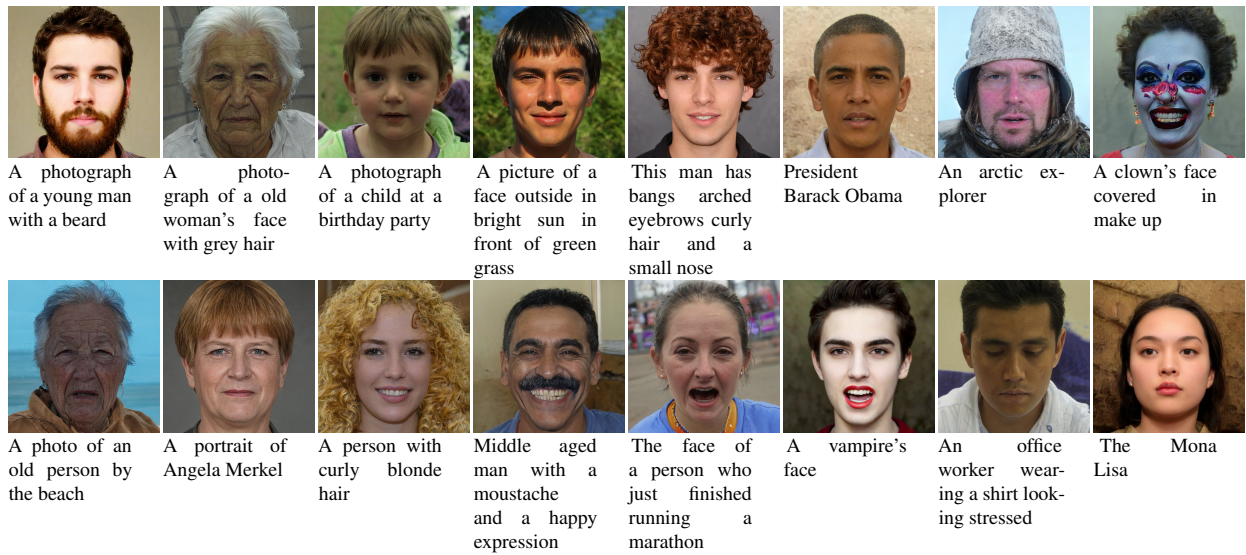 A photograph
of a young man
with a beard
A photo-
graph of a old
woman's face
with grey hair
A photograph
of a child at a
birthday party
A picture of a
face outside in
bright sun in
front of green
grass
This man has
bangs arched
eyebrows curly
hair and a
small nose
President
Barack Obama
An arctic ex-
plorer
A clown's face
covered in
make up
A photo of an
old person by
the beach
A portrait of
Angela Merkel
A person with
curly blonde
hair
Middle aged
man with a
moustache
and a happy
expression
The face of
a person who
just finished
running a
marathon
A vampire's
face
An office
worker wear-
ing a shirt look-
ing stressed
The Mona
Lisa